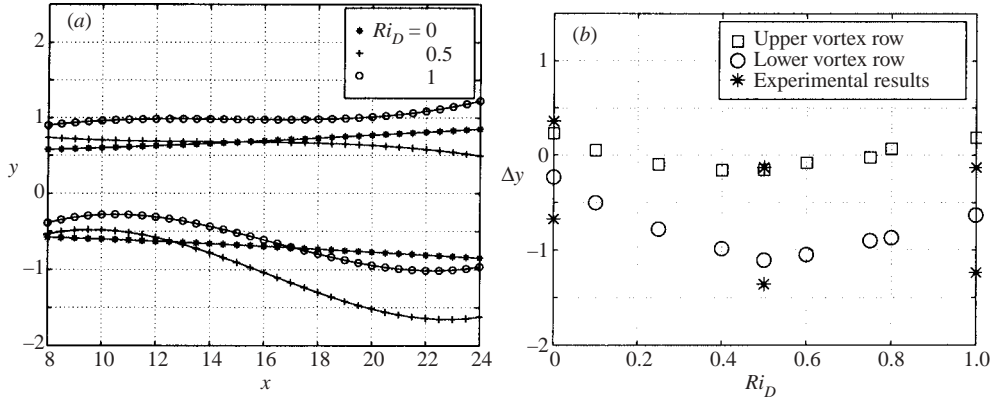 (a)
Ri_D = 0
0.5
1
2
1
y
0
−1
−2
8 10 12 14 16 18 20 22 24
x
(b)
Upper vortex row
Lower vortex row
Experimental results
1
0
Δy
−1
−2
0 0.2 0.4 0.6 0.8 1.0
Ri_D